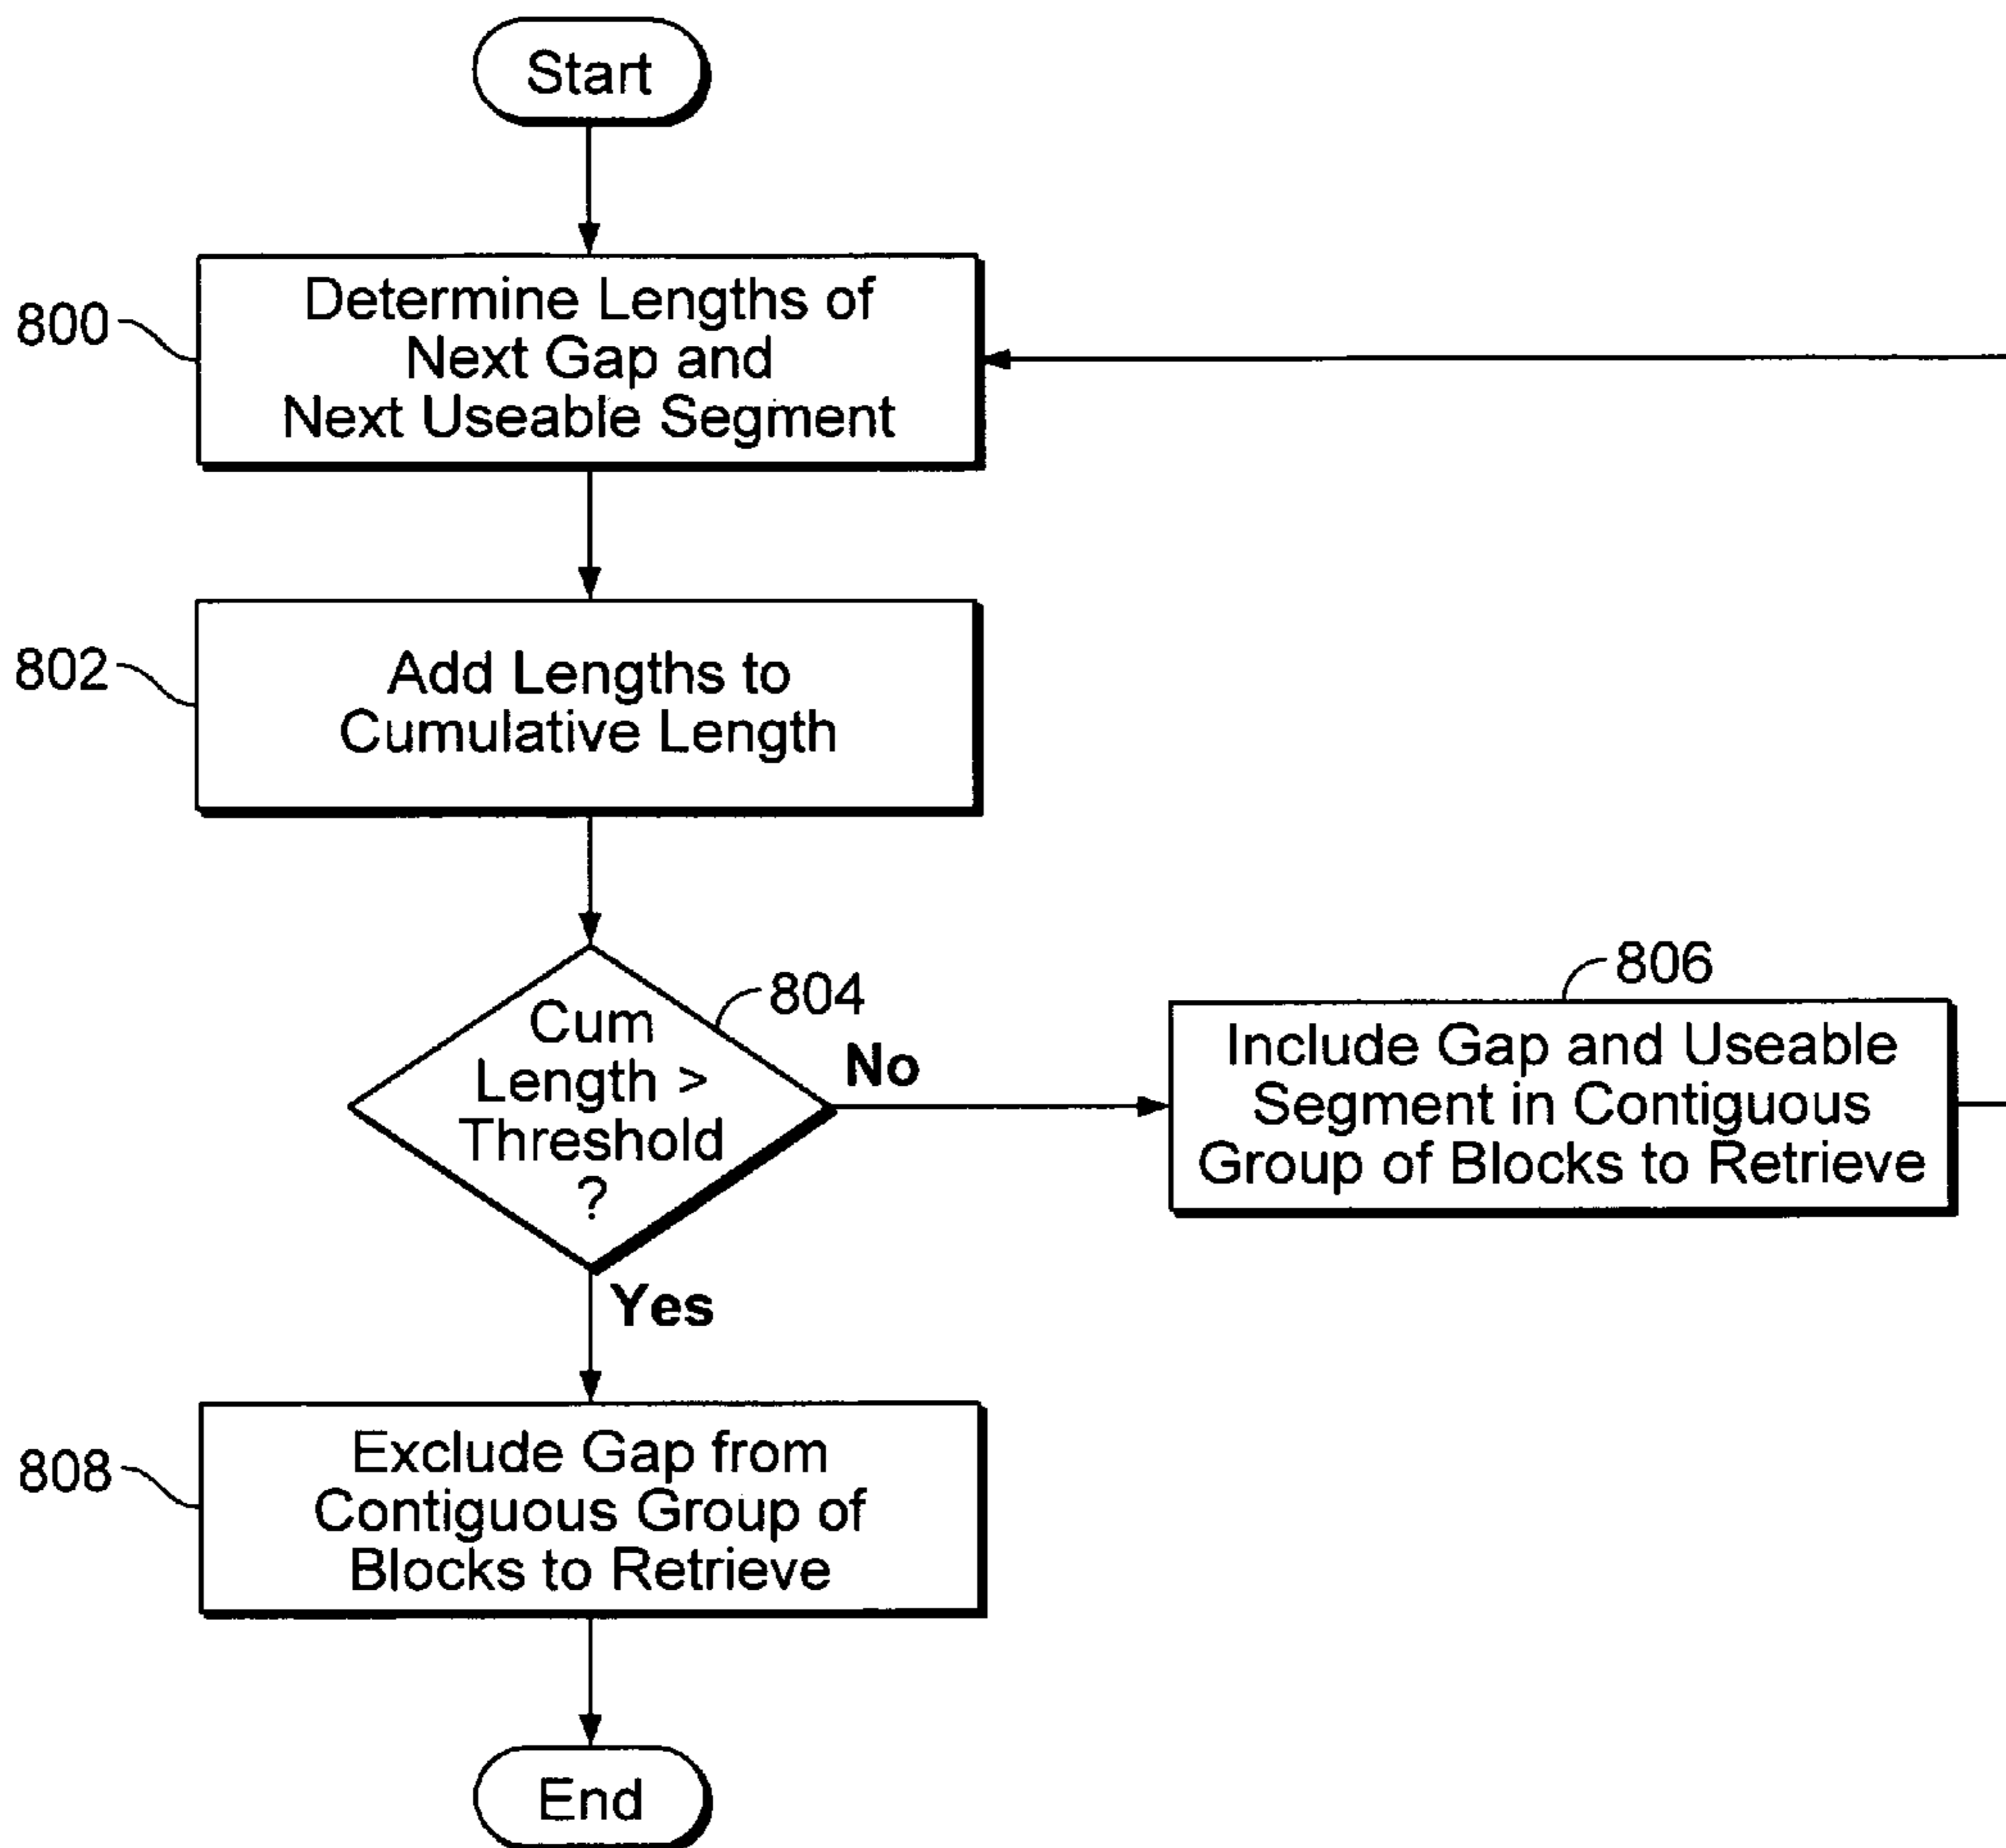 Start
800
Determine Lengths of
Next Gap and
Next Useable Segment
802
Add Lengths to
Cumulative Length
804
Cum
Length >
Threshold
?
No
Yes
806
Include Gap and Useable
Segment in Contiguous
Group of Blocks to Retrieve
808
Exclude Gap from
Contiguous Group of
Blocks to Retrieve
End